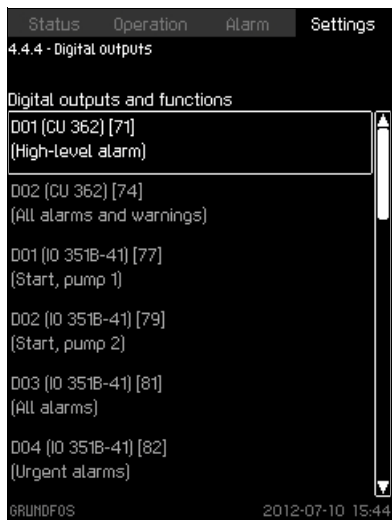 Status Operation Alarm Settings
4.4.4 - Digital outputs
Digital outputs and functions
DO1 (CU 362) [71]
(High-level alarm)
DO2 (CU 362) [74]
(All alarms and warnings)
DO1 (IO 351B-41) [77]
(Start, pump 1)
DO2 (IO 351B-41) [79]
(Start, pump 2)
DO3 (IO 351B-41) [81]
(All alarms)
DO4 (IO 351B-41) [82]
(Urgent alarms)
GRUNDFOS 2012-07-10 15:44